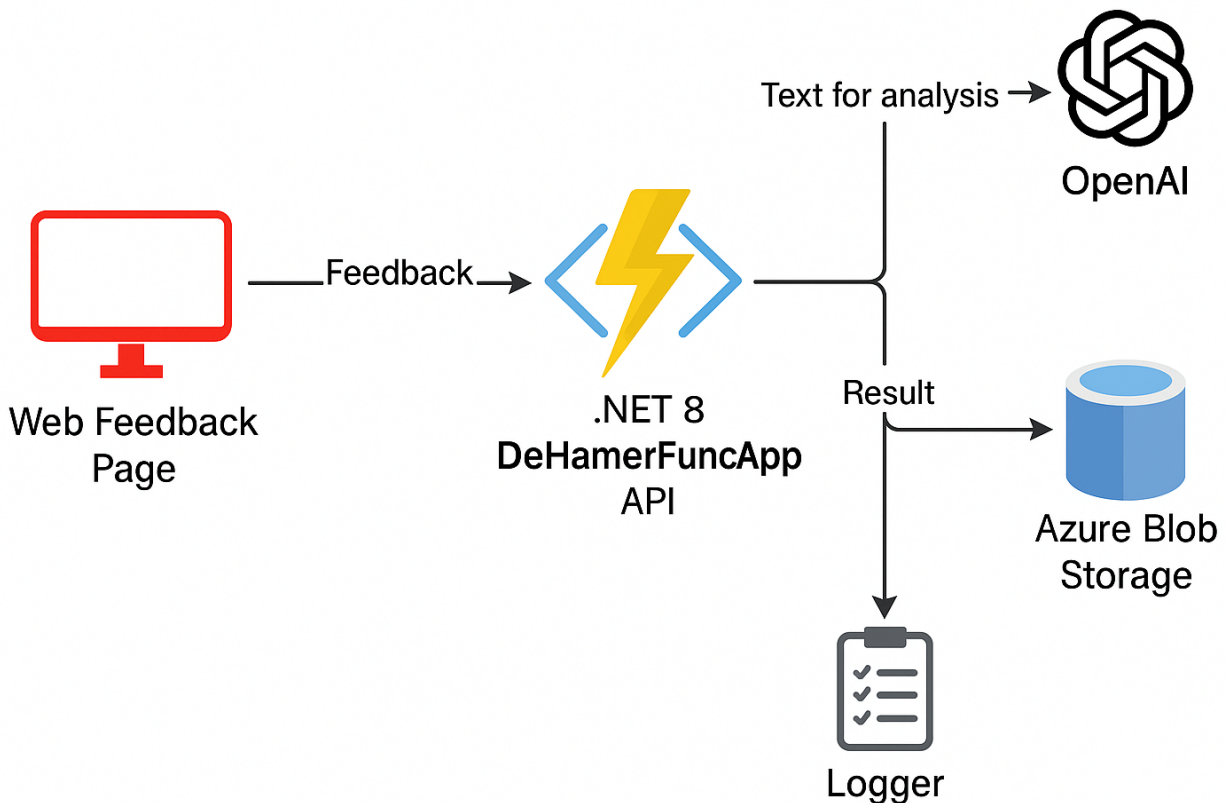 Text for analysis
OpenAI
Feedback
Web Feedback
Page
.NET 8
DeHamerFuncApp
API
Result
Azure Blob
Storage
Logger